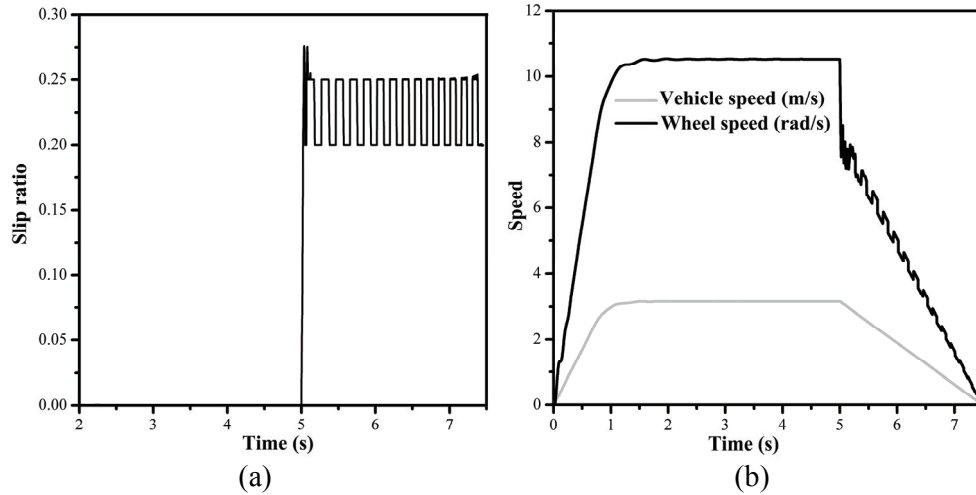 0.30
0.25
0.20
0.15
0.10
0.05
0.00
Slip ratio
2 3 4 5 6 7
Time (s)
(a)
12
10
8
6
4
2
0
Speed
Vehicle speed (m/s)
Wheel speed (rad/s)
0 1 2 3 4 5 6 7
Time (s)
(b)